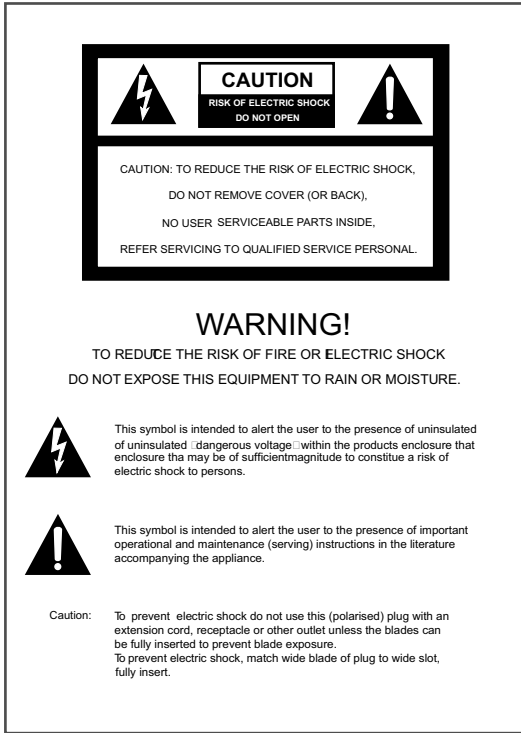 CAUTION
RISK OF ELECTRIC SHOCK
DO NOT OPEN
CAUTION: TO REDUCE THE RISK OF ELECTRIC SHOCK,
DO NOT REMOVE COVER (OR BACK),
NO USER SERVICEABLE PARTS INSIDE,
REFER SERVICING TO QUALIFIED SERVICE PERSONAL.
WARNING!
TO REDUCE THE RISK OF FIRE OR ELECTRIC SHOCK
DO NOT EXPOSE THIS EQUIPMENT TO RAIN OR MOISTURE.
This symbol is intended to alert the user to the presence of uninsulated
of uninsulated □dangerous voltage□ within the products enclosure that
enclosure tha may be of sufficientmagnitude to constitue a risk of
electric shock to persons.
This symbol is intended to alert the user to the presence of important
operational and maintenance (serving) instructions in the literature
accompanying the appliance.
Caution: To prevent electric shock do not use this (polarised) plug with an
extension cord, receptacle or other outlet unless the blades can
be fully inserted to prevent blade exposure.
To prevent electric shock, match wide blade of plug to wide slot,
fully insert.